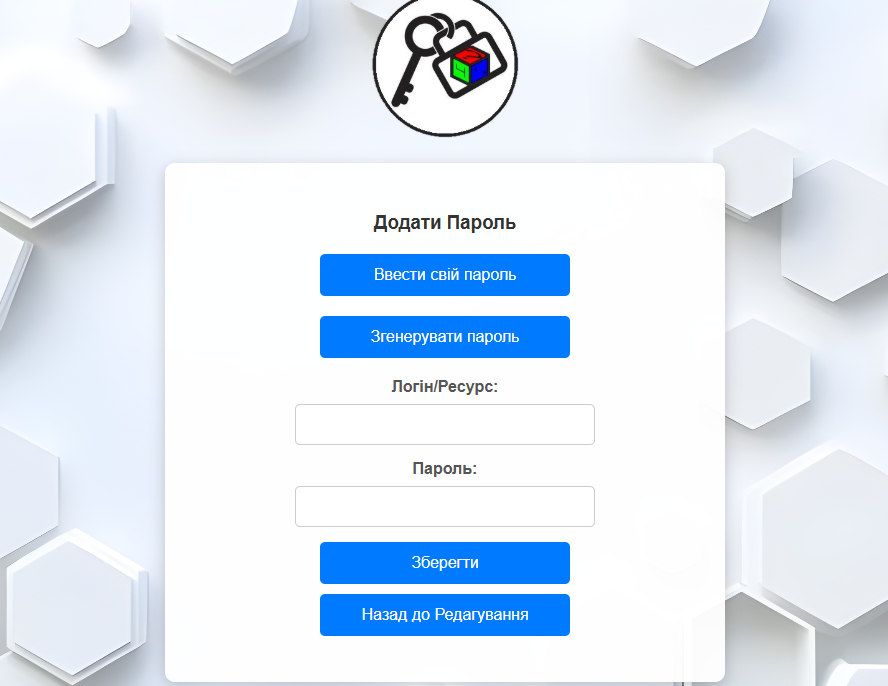 Додати Пароль
Ввести свій пароль
Згенерувати пароль
Логін/Ресурс:
Пароль:
Зберегти
Назад до Редагування